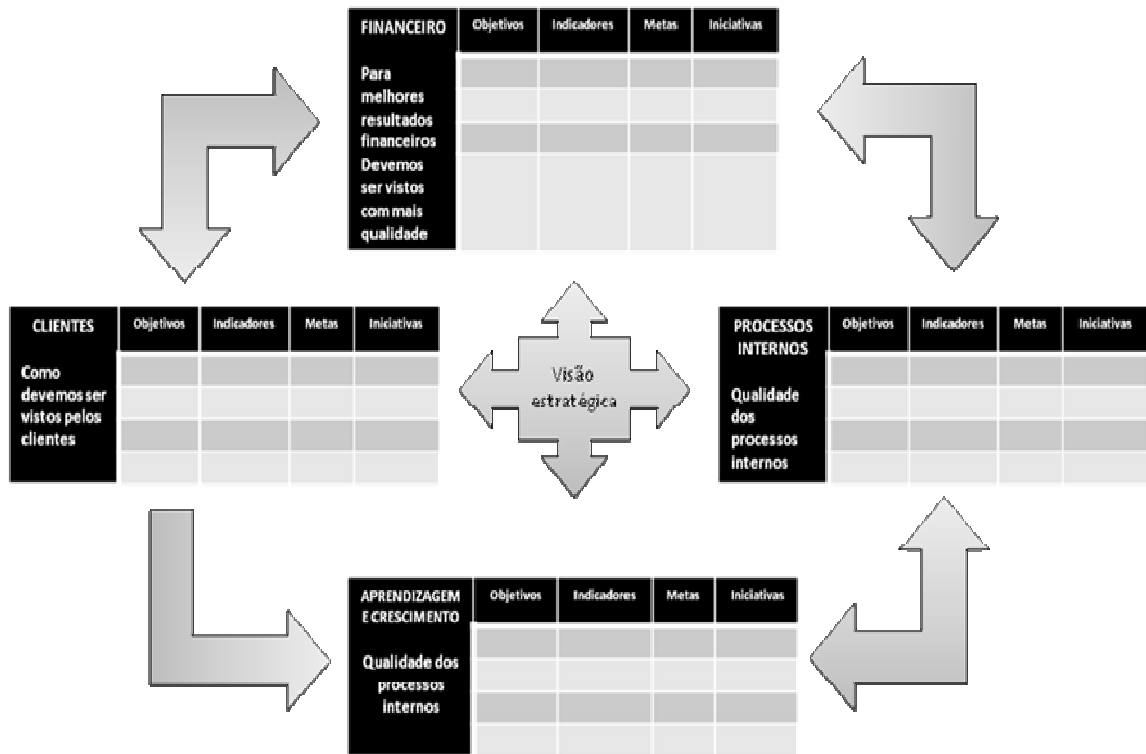 FINANCEIRO Objetivos Indicadores Metas Iniciativas
Para
melhores
resultados
financeiros
Devemos
ser vistos
com mais
qualidade
CLIENTES Objetivos Indicadores Metas Iniciativas
Como
devemos ser
vistos pelos
clientes
Visão
estratégica
PROCESSOS
INTERNOS Objetivos Indicadores Metas Iniciativas
Qualidade
dos
processos
internos
APRENDIZAGEM
E CRESCIMENTO Objetivos Indicadores Metas Iniciativas
Qualidade dos
processos
internos